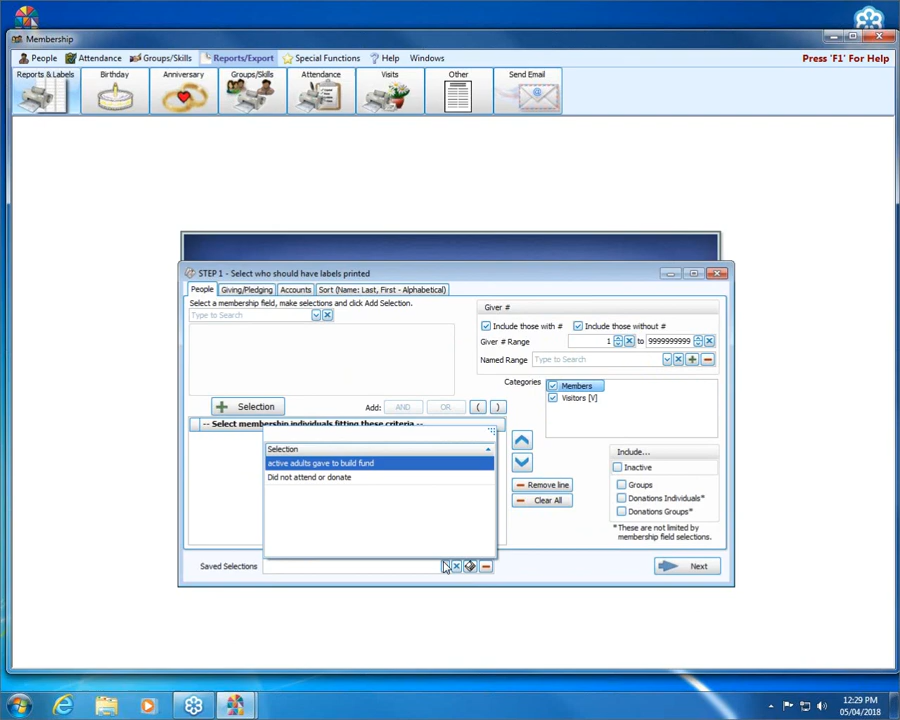 Membership
People Attendance Groups/Skills Reports/Export Special Functions Help Windows Press 'F1' For Help
Reports & Labels Birthday Anniversary Groups/Skills Attendance Visits Other Send Email
STEP 1 - Select who should have labels printed
People Giving/Pledging Accounts Sort (Name: Last, First - Alphabetical)
Select a membership field, make selections and click Add Selection.
Type to Search
Giver #
Include those with # Include those without #
Giver # Range 1 to 9999999999
Named Range Type to Search
Categories Members
Visitors [V]
Selection Add: AND OR ( )
-- Select membership individuals fitting these criteria --
Selection
active adults gave to build fund
Did not attend or donate
Remove line
Clear All
Include...
Inactive
Groups
Donations Individuals*
Donations Groups*
*These are not limited by
membership field selections.
Saved Selections
Next
12:29 PM
05/04/2018